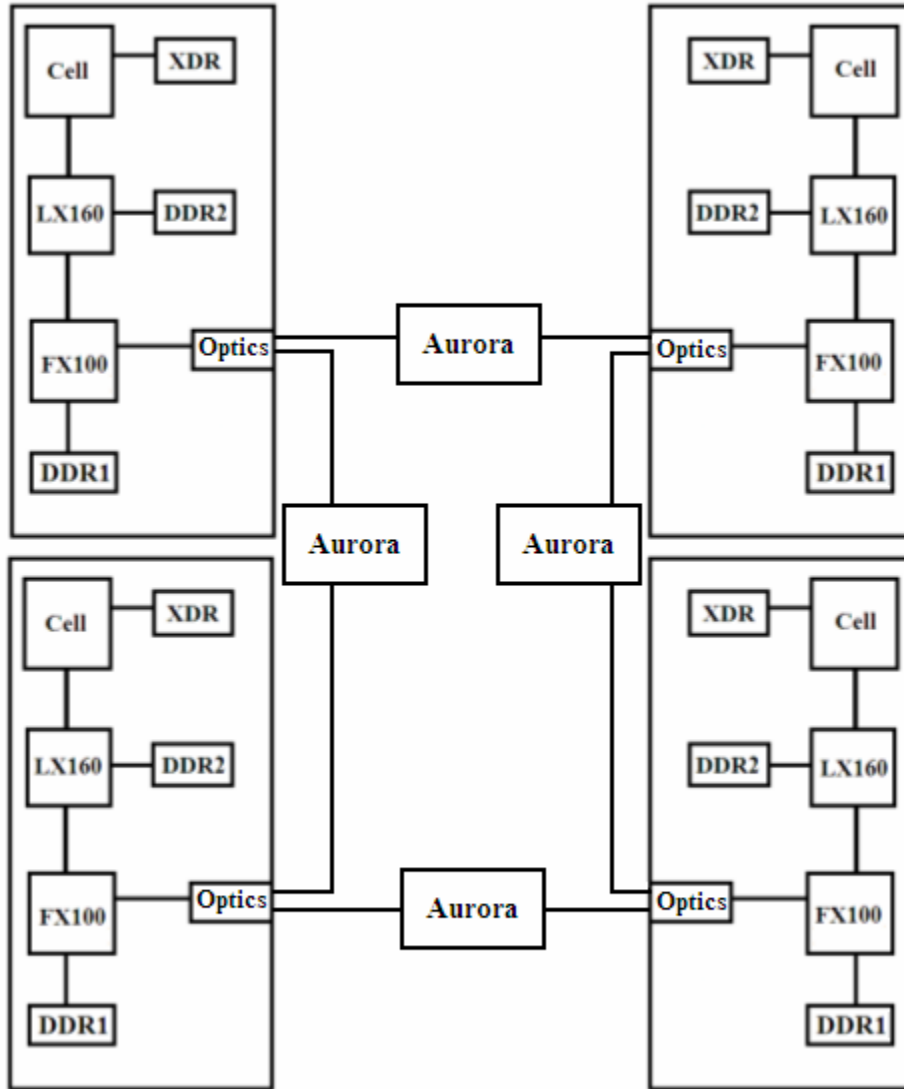 Cell
XDR
LX160
DDR2
FX100
Optics
DDR1
XDR
Cell
DDR2
LX160
Optics
FX100
DDR1
Aurora
Aurora
Aurora
Cell
XDR
LX160
DDR2
FX100
Optics
DDR1
XDR
Cell
DDR2
LX160
Optics
FX100
DDR1
Aurora